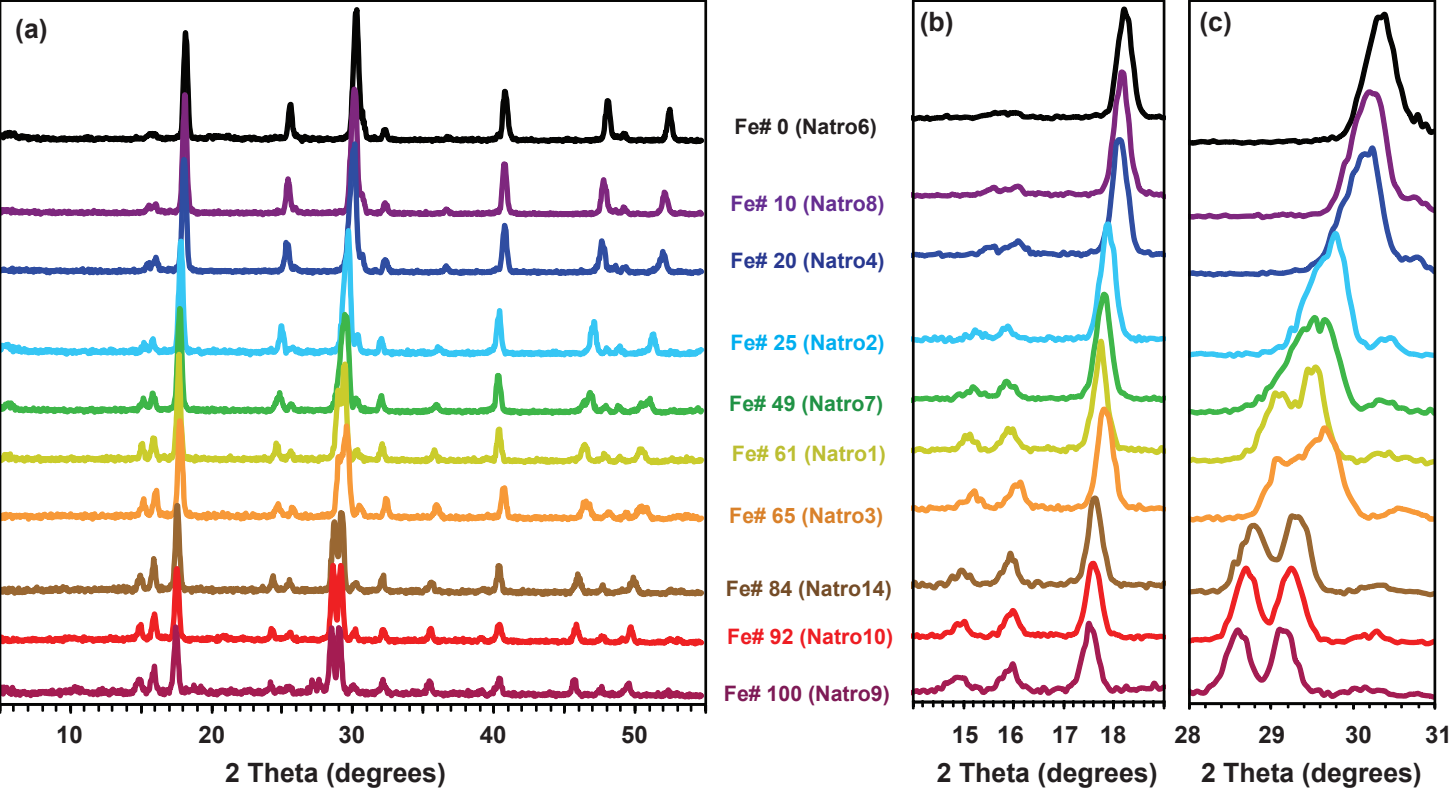 (a)
(b)
(c)
Fe# 0 (Natro6)
Fe# 10 (Natro8)
Fe# 20 (Natro4)
Fe# 25 (Natro2)
Fe# 49 (Natro7)
Fe# 61 (Natro1)
Fe# 65 (Natro3)
Fe# 84 (Natro14)
Fe# 92 (Natro10)
Fe# 100 (Natro9)
10 20 30 40 50
15 16 17 18
28 29 30 31
2 Theta (degrees)
2 Theta (degrees)
2 Theta (degrees)